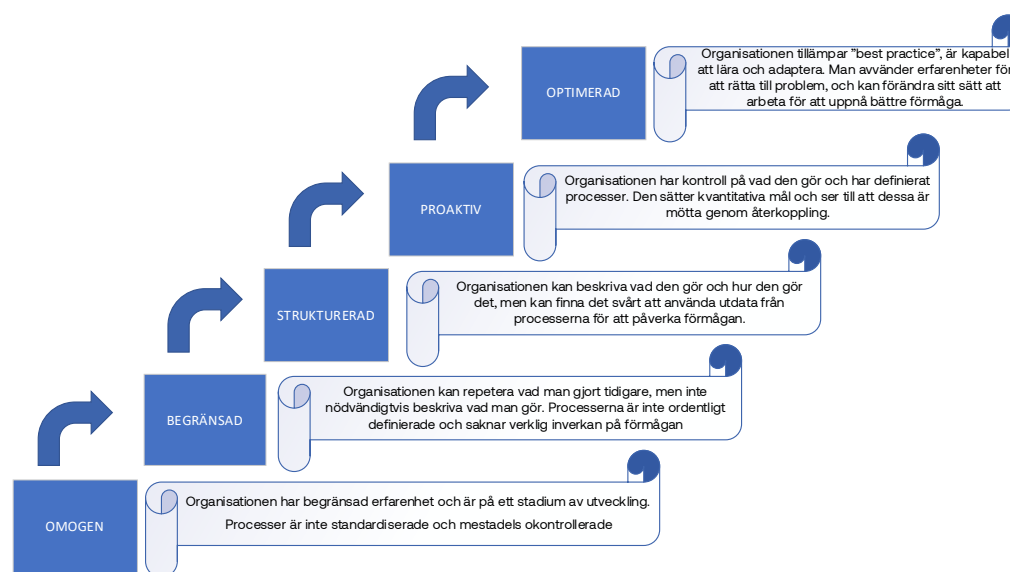 OPTIMERAD
Organisationen tillämpar ”best practice”, är kapabel
att lära och adaptera. Man avvänder erfarenheter för
att rätta till problem, och kan förändra sitt sätt att
arbeta för att uppnå bättre förmåga.
PROAKTIV
Organisationen har kontroll på vad den gör och har definierat
processer. Den sätter kvantitativa mål och ser till att dessa är
mötta genom återkoppling.
STRUKTURERAD
Organisationen kan beskriva vad den gör och hur den gör
det, men kan finna det svårt att använda utdata från
processerna för att påverka förmågan.
BEGRÄNSAD
Organisationen kan repetera vad man gjort tidigare, men inte
nödvändigtvis beskriva vad man gör. Processerna är inte ordentligt
definierade och saknar verklig inverkan på förmågan
OMOGEN
Organisationen har begränsad erfarenhet och är på ett stadium av utveckling.
Processer är inte standardiserade och mestadels okontrollerade